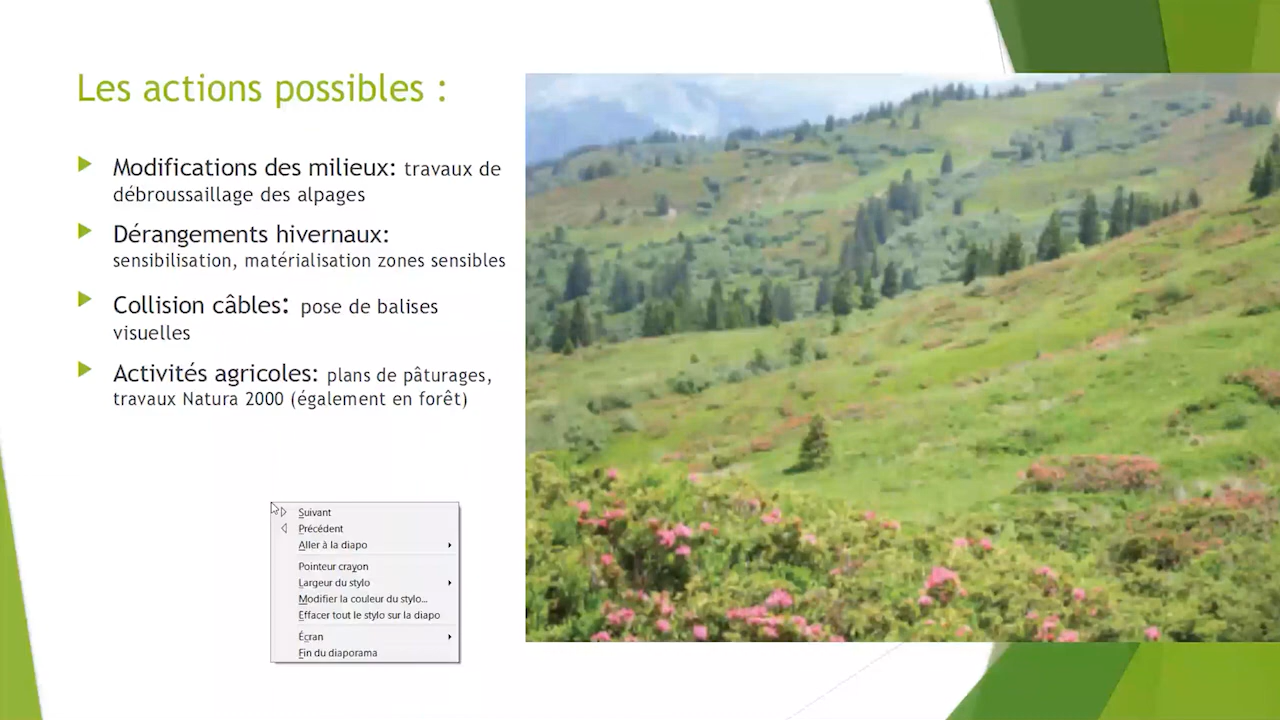 Les actions possibles :
Modifications des milieux: travaux de
débroussaillage des alpages
Dérangements hivernaux:
sensibilisation, matérialisation zones sensibles
Collision câbles: pose de balises
visuelles
Activités agricoles: plans de pâturages,
travaux Natura 2000 (également en forêt)
Suivant
Précédent
Aller à la diapo
Pointeur crayon
Largeur du stylo
Modifier la couleur du stylo...
Effacer tout le stylo sur la diapo
Écran
Fin du diaporama